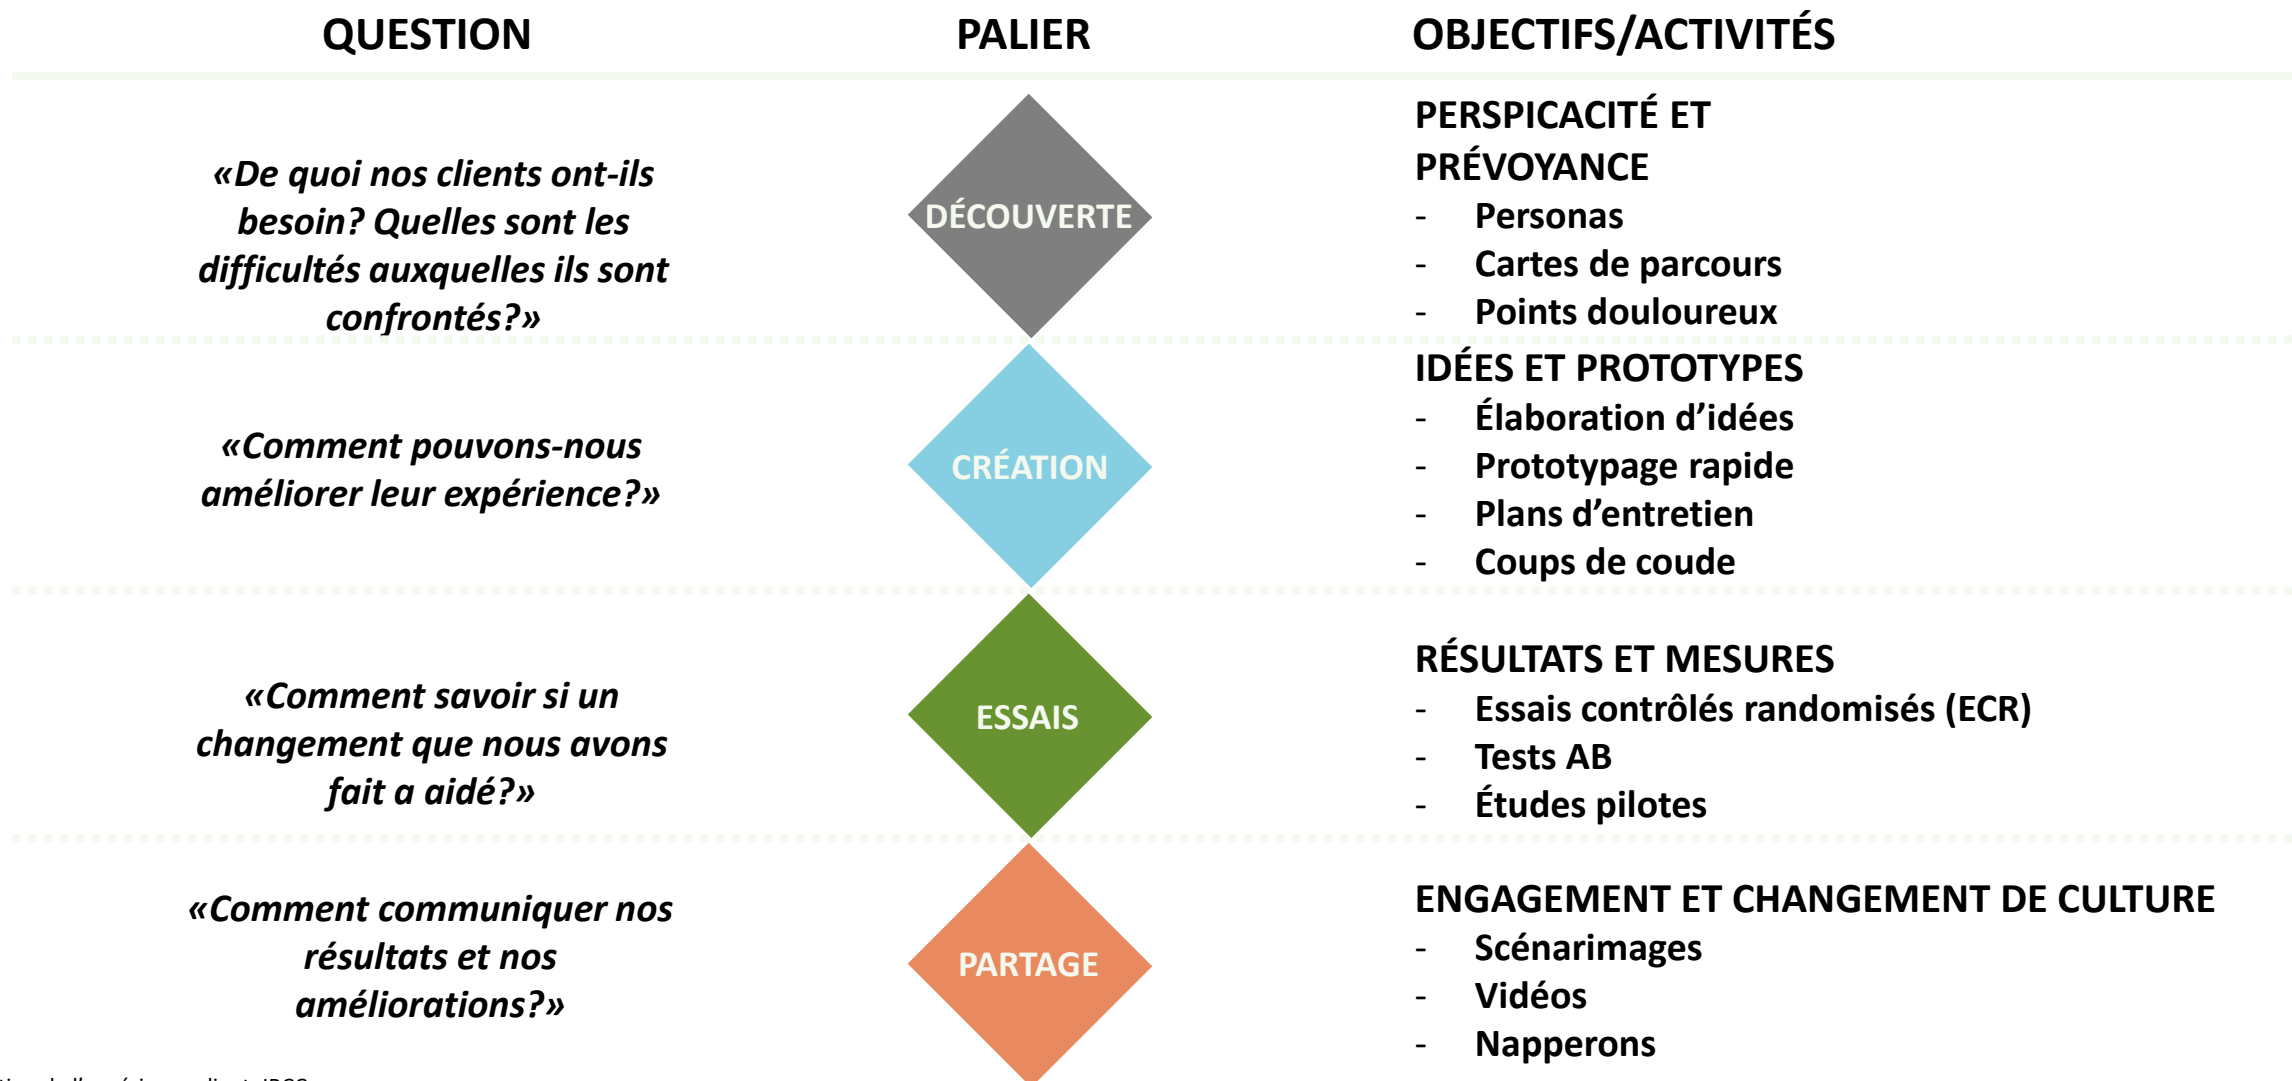 QUESTION
PALIER
OBJECTIFS/ACTIVITÉS
«De quoi nos clients ont-ils
besoin? Quelles sont les
difficultés auxquelles ils sont
confrontés?»
DÉCOUVERTE
PERSPICACITÉ ET
PRÉVOYANCE
- Personas
- Cartes de parcours
- Points douloureux
«Comment pouvons-nous
améliorer leur expérience?»
CRÉATION
IDÉES ET PROTOTYPES
- Élaboration d’idées
- Prototypage rapide
- Plans d’entretien
- Coups de coude
«Comment savoir si un
changement que nous avons
fait a aidé?»
ESSAIS
RÉSULTATS ET MESURES
- Essais contrôlés randomisés (ECR)
- Tests AB
- Études pilotes
«Comment communiquer nos
résultats et nos
améliorations?»
PARTAGE
ENGAGEMENT ET CHANGEMENT DE CULTURE
- Scénarimages
- Vidéos
- Napperons